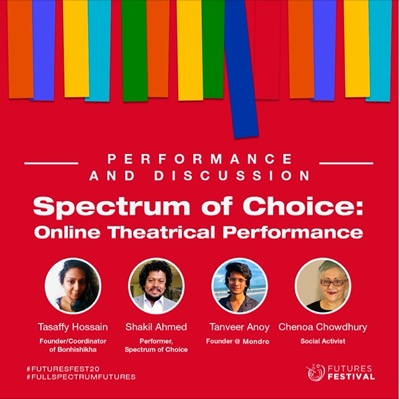 PERFORMANCE
AND DISCUSSION
Spectrum of Choice:
Online Theatrical Performance
Tasaffy Hossain
Founder/Coordinator
of Bonhishikha
Shakil Ahmed
Performer,
Spectrum of Choice
Tanveer Anoy
Founder @ Mondro
Chenoa Chowdhury
Social Activist
#FUTURESFEST20
#FULLSPECTRUMFUTURES
FUTURES
FESTIVAL